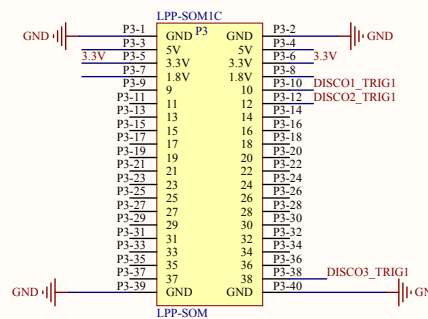 LPP-SOM1C
P3-1 GND P3 GND P3-2
GND GND
P3-3 5V 5V P3-4
3.3V P3-5 3.3V 3.3V P3-6 3.3V
P3-7 1.8V 1.8V P3-8
P3-9 9 10 P3-10 DISCO1_TRIG1
P3-11 11 12 P3-12 DISCO2_TRIG1
P3-13 13 14 P3-14
P3-15 15 16 P3-16
P3-17 17 18 P3-18
P3-19 19 20 P3-20
P3-21 21 22 P3-22
P3-23 23 24 P3-24
P3-25 25 26 P3-26
P3-27 27 28 P3-28
P3-29 29 30 P3-30
P3-31 31 32 P3-32
P3-33 33 34 P3-34
P3-35 35 36 P3-36
P3-37 37 38 P3-38 DISCO3_TRIG1
GND P3-39 GND GND P3-40
LPP-SOM